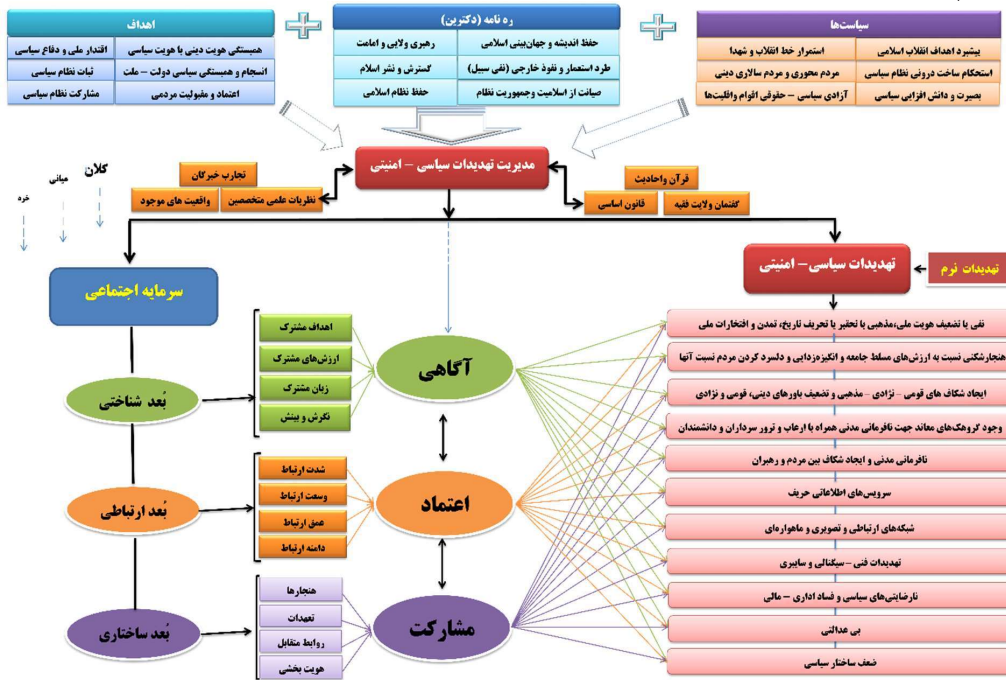 سیاست‌ها
پیشبرد اهداف انقلاب اسلامی
استمرار خط انقلاب و شهدا
استحکام ساخت درونی نظام سیاسی
مردم محوری و مردم سالاری دینی
بصیرت و دانش افزایی سیاسی
آزادی سیاسی – حقوقی اقوام واقلیت‌ها
ره نامه (دکترین)
حفظ اندیشه و جهان‌بینی اسلامی
رهبری ولایی و امامت
طرد استعمار و نفوذ خارجی (نفی سبیل)
گسترش و نشر اسلام
صیانت از اسلامیت وجمهوریت نظام
حفظ نظام اسلامی
اهداف
همبستگی هویت دینی با هویت سیاسی
اقتدار ملی و دفاع سیاسی
انسجام و همبستگی سیاسی دولت – ملت
ثبات نظام سیاسی
اعتماد و مقبولیت مردمی
مشارکت نظام سیاسی
مدیریت تهدیدات سیاسی – امنیتی
قرآن واحادیث
گفتمان ولایت فقیه
قانون اساسی
تجارب خبرگان
نظریات علمی متخصصین
واقعیت های موجود
کلان
میانی
خرد
تهدیدات نرم
تهدیدات سیاسی– امنیتی
نفی یا تضعیف هویت ملی،مذهبی با تحقیر یا تحریف تاریخ، تمدن و افتخارات ملی
هنجارشکنی نسبت به ارزش‌های مسلط جامعه و انگیزه‌زدایی و دلسرد کردن مردم نسبت آنها
ایجاد شکاف های قومی – نژادی – مذهبی و تضعیف باورهای دینی، قومی و نژادی
وجود گروهک‌های معاند جهت نافرمانی مدنی همراه با ارعاب و ترور سرداران و دانشمندان
نافرمانی مدنی و ایجاد شکاف بین مردم و رهبران
سرویس‌های اطلاعاتی حریف
شبکه‌های ارتباطی و تصویری و ماهواره‌ای
تهدیدات فنی – سیگنالی و سایبری
نارضایتی‌های سیاسی و فساد اداری – مالی
بی عدالتی
ضعف ساختار سیاسی
آگاهی
اعتماد
مشارکت
اهداف مشترک
ارزش‌های مشترک
زبان مشترک
نگرش و بینش
شدت ارتباط
وسعت ارتباط
عمق ارتباط
دامنه ارتباط
هنجارها
تعهدات
روابط متقابل
هویت بخشی
سرمایه اجتماعی
بُعد شناختی
بُعد ارتباطی
بُعد ساختاری